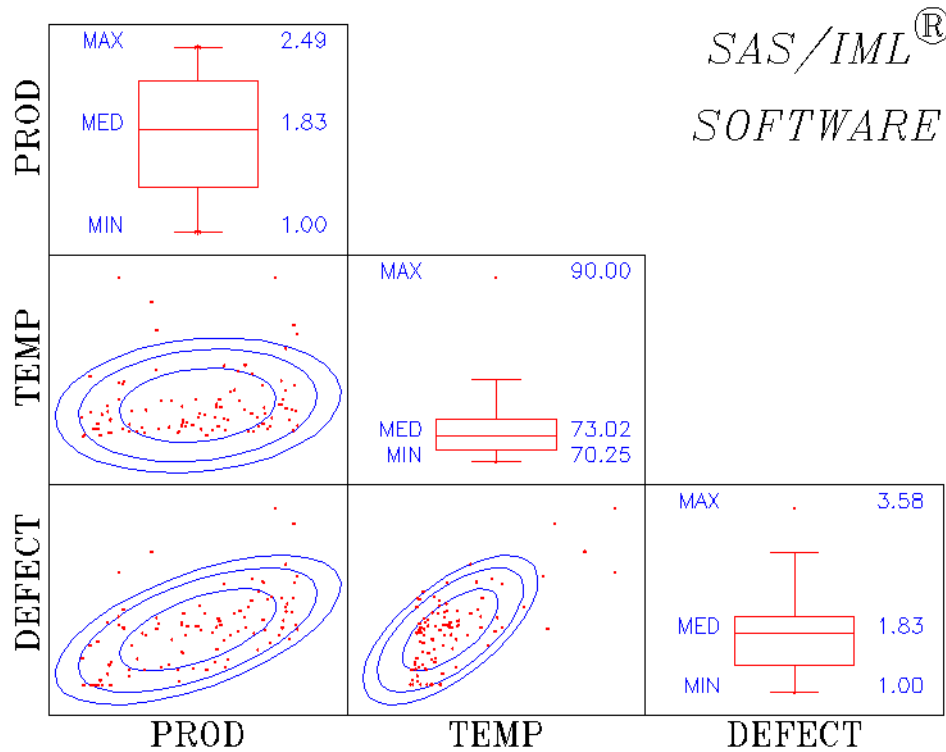 MAX 2.49
SAS/IML®
MED 1.83
SOFTWARE
MIN 1.00
PROD
MAX 90.00
MED 73.02
MIN 70.25
TEMP
MAX 3.58
MED 1.83
MIN 1.00
DEFECT
PROD TEMP DEFECT